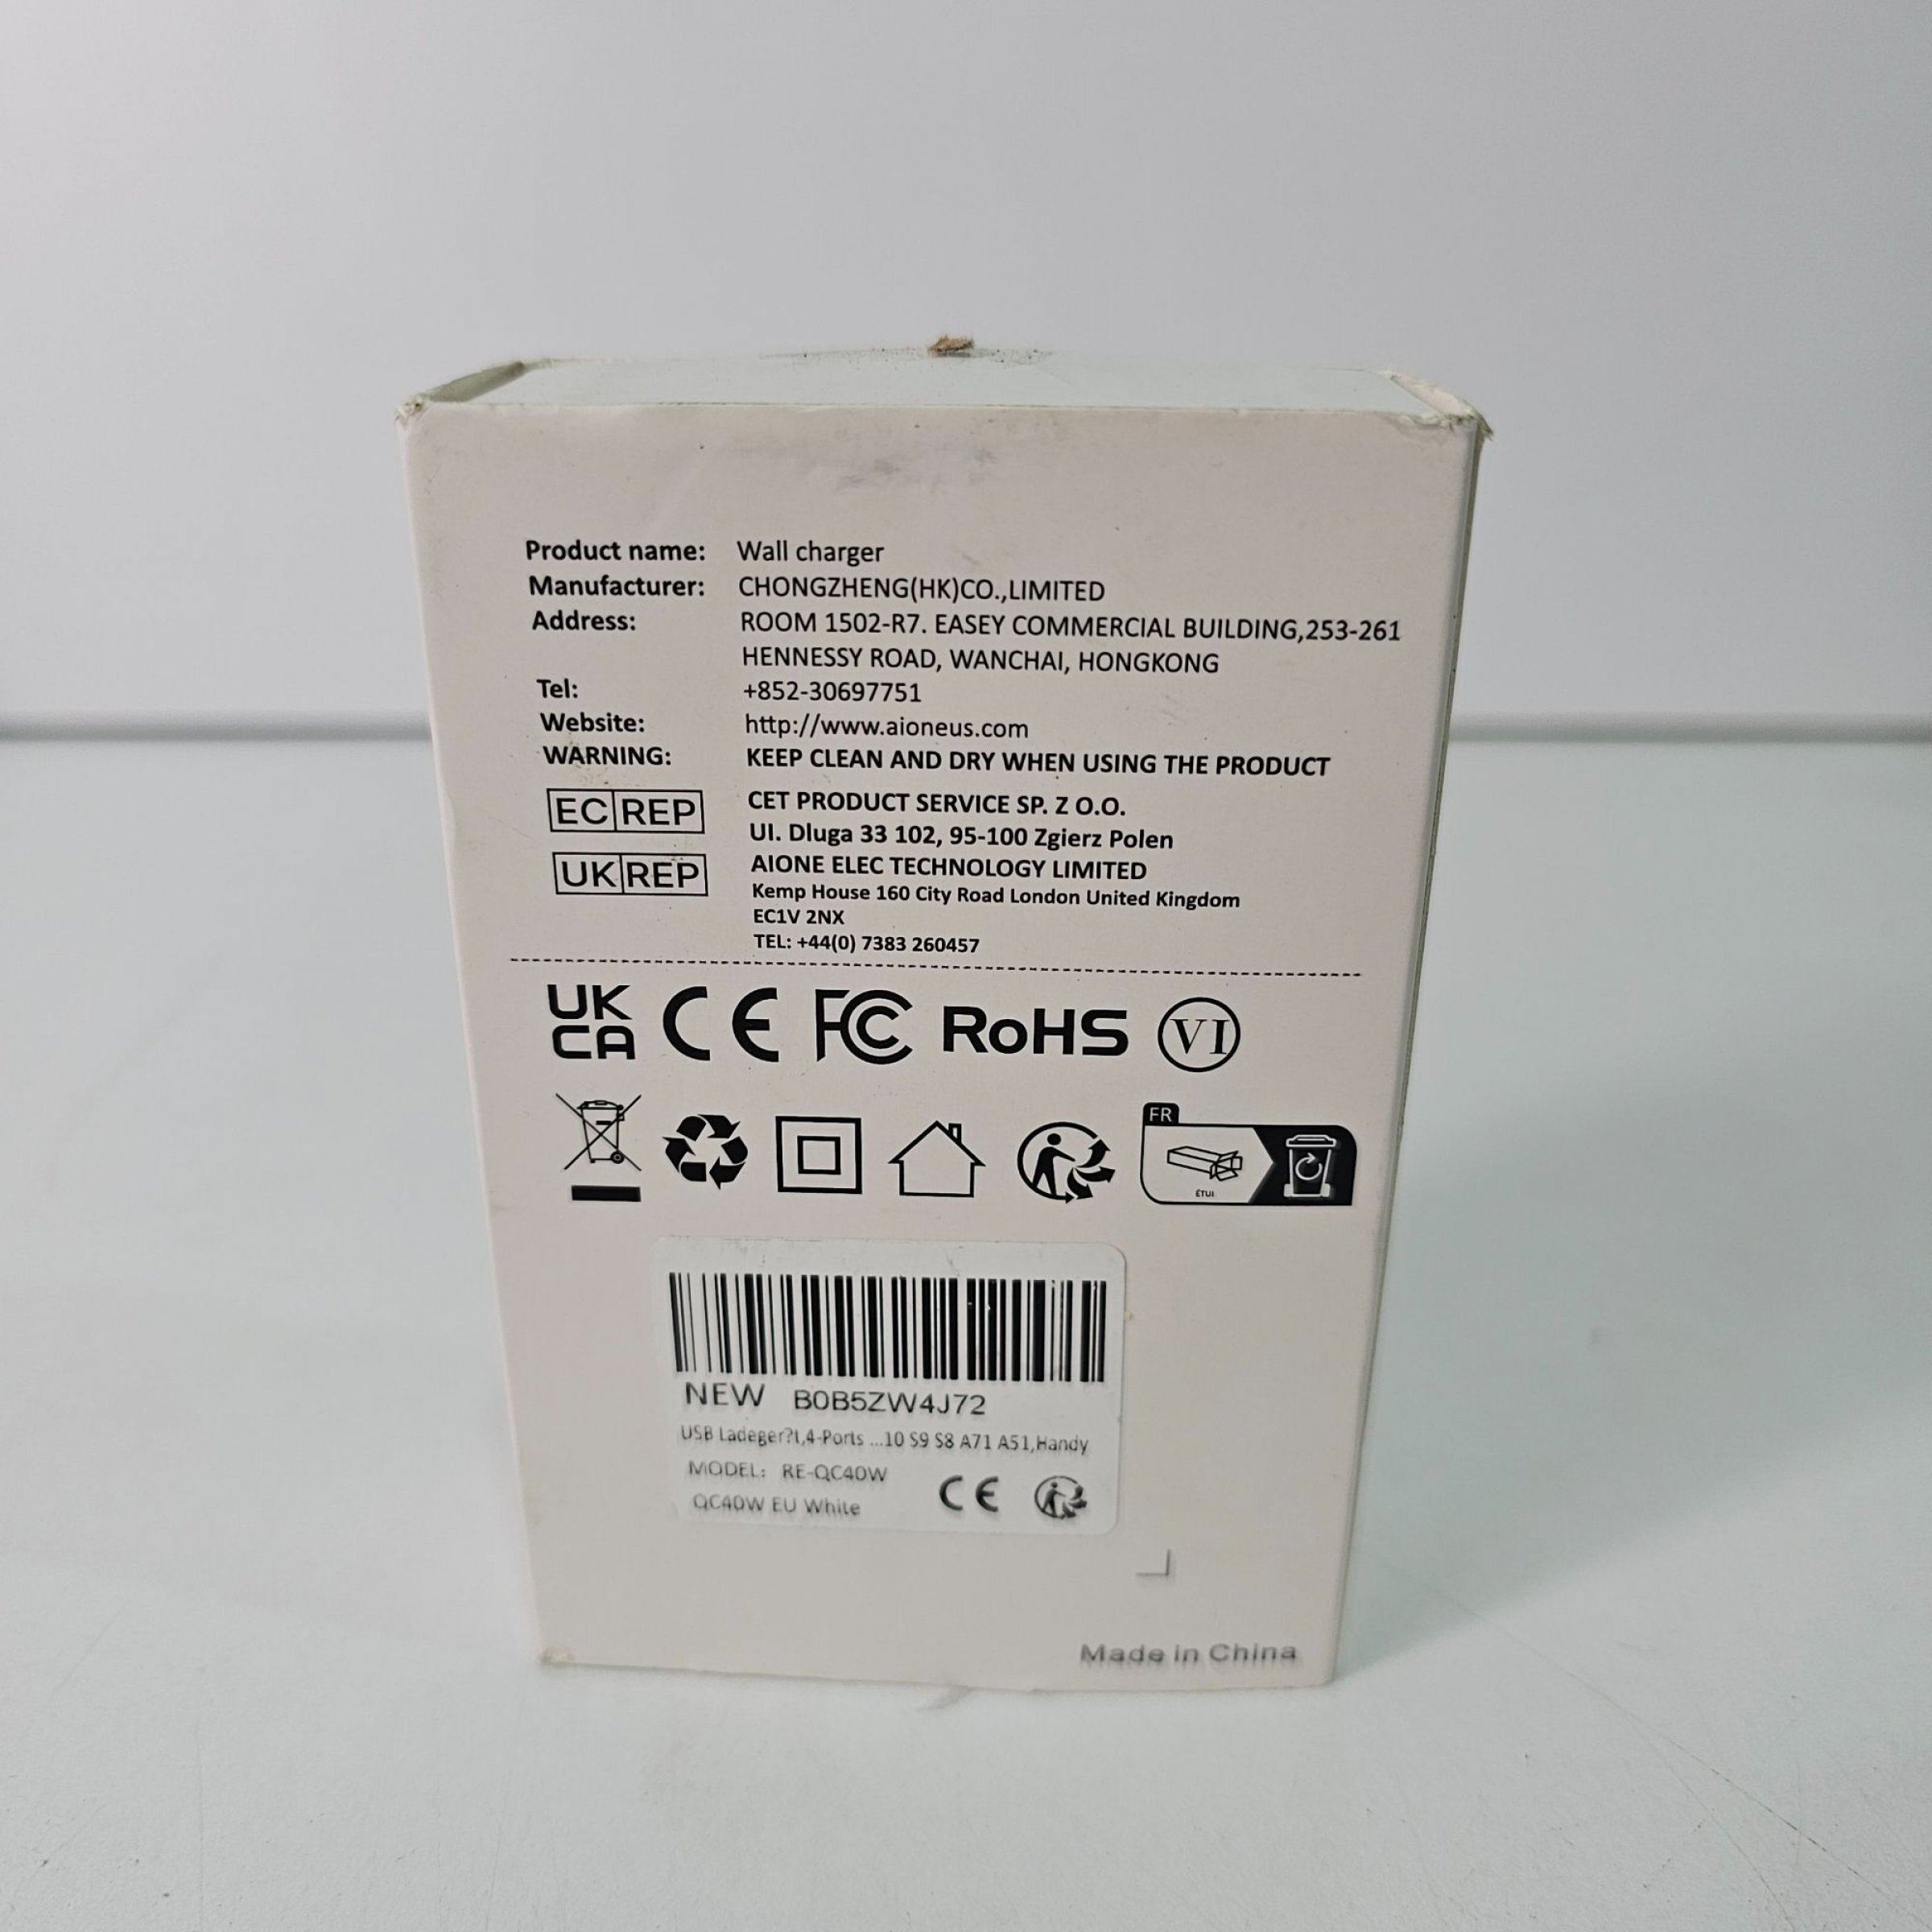 Product name: Wall charger
Manufacturer: CHONGZHENG(HK)CO.,LIMITED
Address: ROOM 1502-R7. EASEY COMMERCIAL BUILDING,253-261
HENNESSY ROAD, WANCHAI, HONGKONG
Tel: +852-30697751
Website: http://www.aioneus.com
WARNING: KEEP CLEAN AND DRY WHEN USING THE PRODUCT
EC REP CET PRODUCT SERVICE SP. Z O.O.
Ul. Dluga 33 102, 95-100 Zgierz Polen
UK REP AIONE ELEC TECHNOLOGY LIMITED
Kemp House 160 City Road London United Kingdom
EC1V 2NX
TEL: +44(0) 7383 260457
UK
CA CE FC RoHS VI
FR
ÉTUI
NEW B0B5ZW4J72
USB Ladeger?t,4-Ports ...10 S9 S8 A71 A51,Handy
MODEL: RE-QC40W
QC40W EU White CE
Made in China